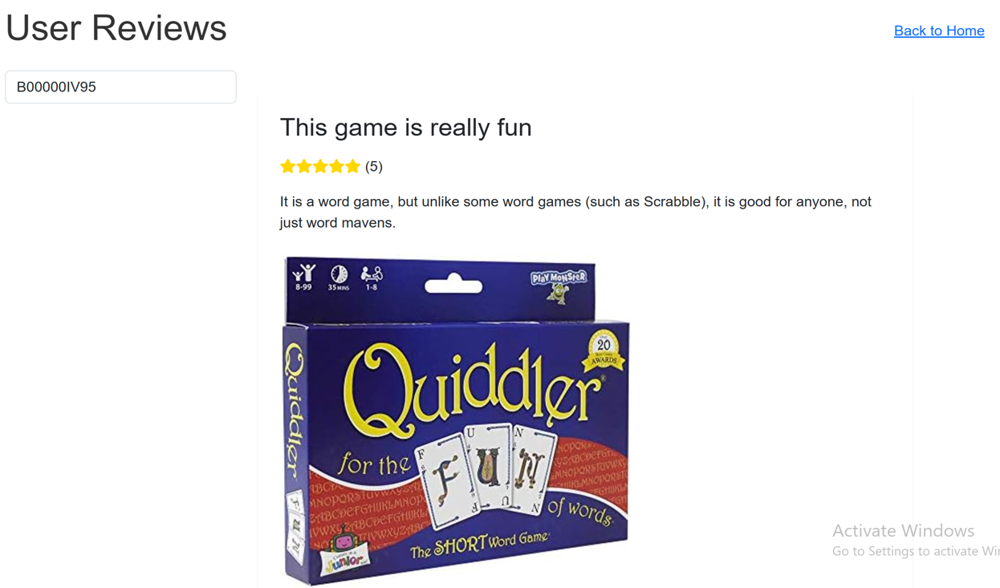 User Reviews
Back to Home
B00000IV95
This game is really fun
(5)
It is a word game, but unlike some word games (such as Scrabble), it is good for anyone, not
just word mavens.
8-99
35 MINS
1-8
PLAY MONSTER
Over
20
AWARDS
Quiddler®
Quiddler
for the
F
U
N
of words.
The SHORT Word Game
Junior
Activate Windows
Go to Settings to activate Wi